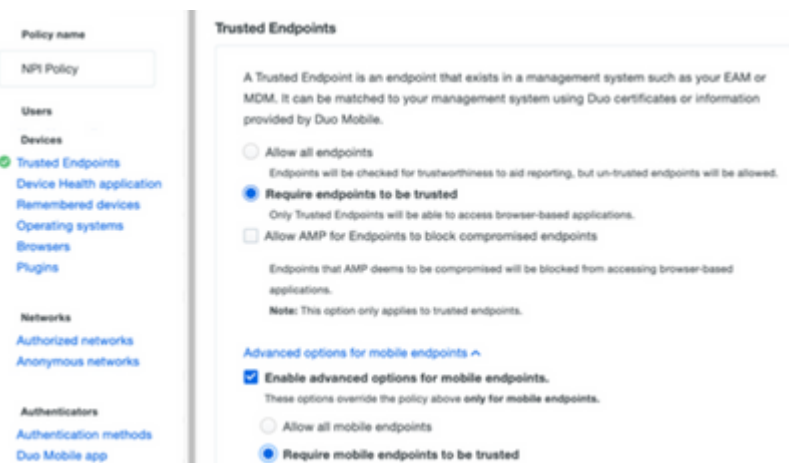 Policy name
NPI Policy
Users
Devices
Trusted Endpoints
Device Health application
Remembered devices
Operating systems
Browsers
Plugins
Networks
Authorized networks
Anonymous networks
Authenticators
Authentication methods
Duo Mobile app
Trusted Endpoints
A Trusted Endpoint is an endpoint that exists in a management system such as your EAM or
MDM. It can be matched to your management system using Duo certificates or information
provided by Duo Mobile.
Allow all endpoints
Endpoints will be checked for trustworthiness to aid reporting, but un-trusted endpoints will be allowed.
Require endpoints to be trusted
Only Trusted Endpoints will be able to access browser-based applications.
Allow AMP for Endpoints to block compromised endpoints
Endpoints that AMP deems to be compromised will be blocked from accessing browser-based
applications.
Note: This option only applies to trusted endpoints.
Advanced options for mobile endpoints
Enable advanced options for mobile endpoints.
These options override the policy above only for mobile endpoints.
Allow all mobile endpoints
Require mobile endpoints to be trusted